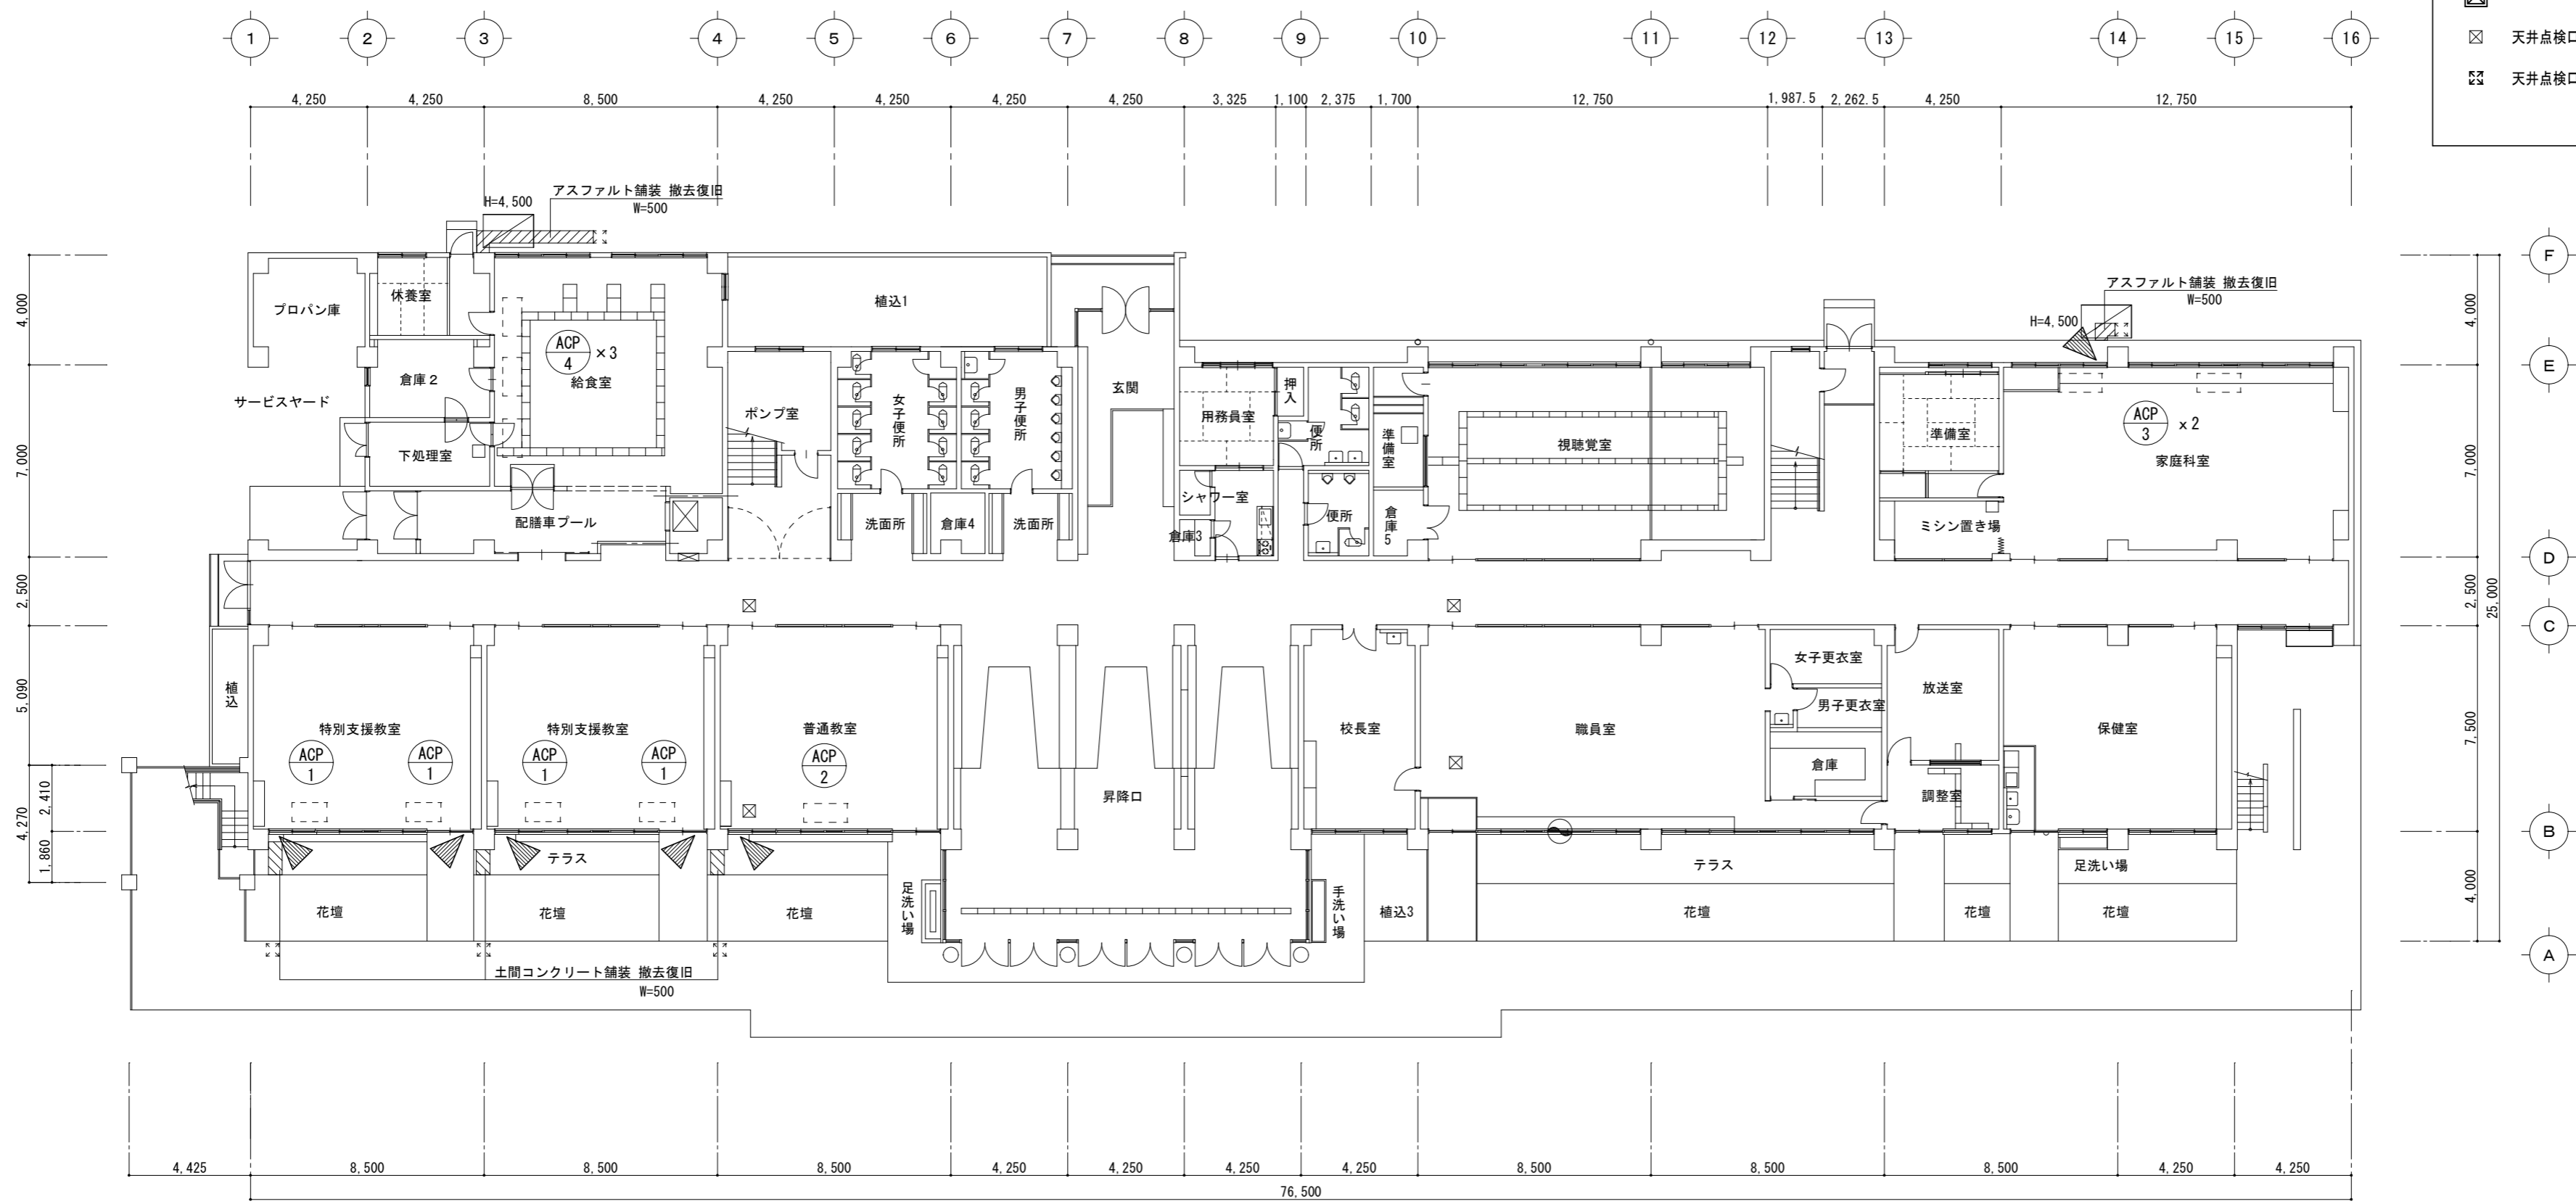 1 2 3 4 5 6 7 8 9 10 11 12 13 14 15 16
天井点検口
天井点検口
4,250 4,250 8,500 4,250 4,250 4,250 4,250 3,325 1,100 2,375 1,700 12,750 1,987.5 2,262.5 4,250 12,750
アスファルト舗装 撤去復旧
W=500
H=4,500
アスファルト舗装 撤去復旧
W=500
H=4,500
F
E
D
C
B
A
4,000
7,000
2,500
5,090
4,270
2,410
1,860
4,000
7,000
2,500
7,500
4,000
25,000
プロパン庫
休養室
ACP
4
×3
給食室
植込1
倉庫2
サービスヤード
下処理室
配膳車プール
ポンプ室
女子便所
男子便所
洗面所
倉庫4
洗面所
玄関
用務員室
押入
便所
シャワー室
倉庫3
便所
準備室
倉庫5
視聴覚室
準備室
ACP
3
×2
家庭科室
ミシン置き場
植込
特別支援教室
ACP
1
ACP
1
特別支援教室
ACP
1
ACP
1
普通教室
ACP
2
昇降口
校長室
職員室
女子更衣室
男子更衣室
倉庫
放送室
調整室
保健室
テラス
テラス
足洗い場
花壇
花壇
花壇
足洗い場
手洗い場
植込3
花壇
花壇
花壇
土間コンクリート舗装 撤去復旧
W=500
4,425 8,500 8,500 8,500 4,250 4,250 4,250 4,250 8,500 8,500 8,500 4,250 4,250
76,500